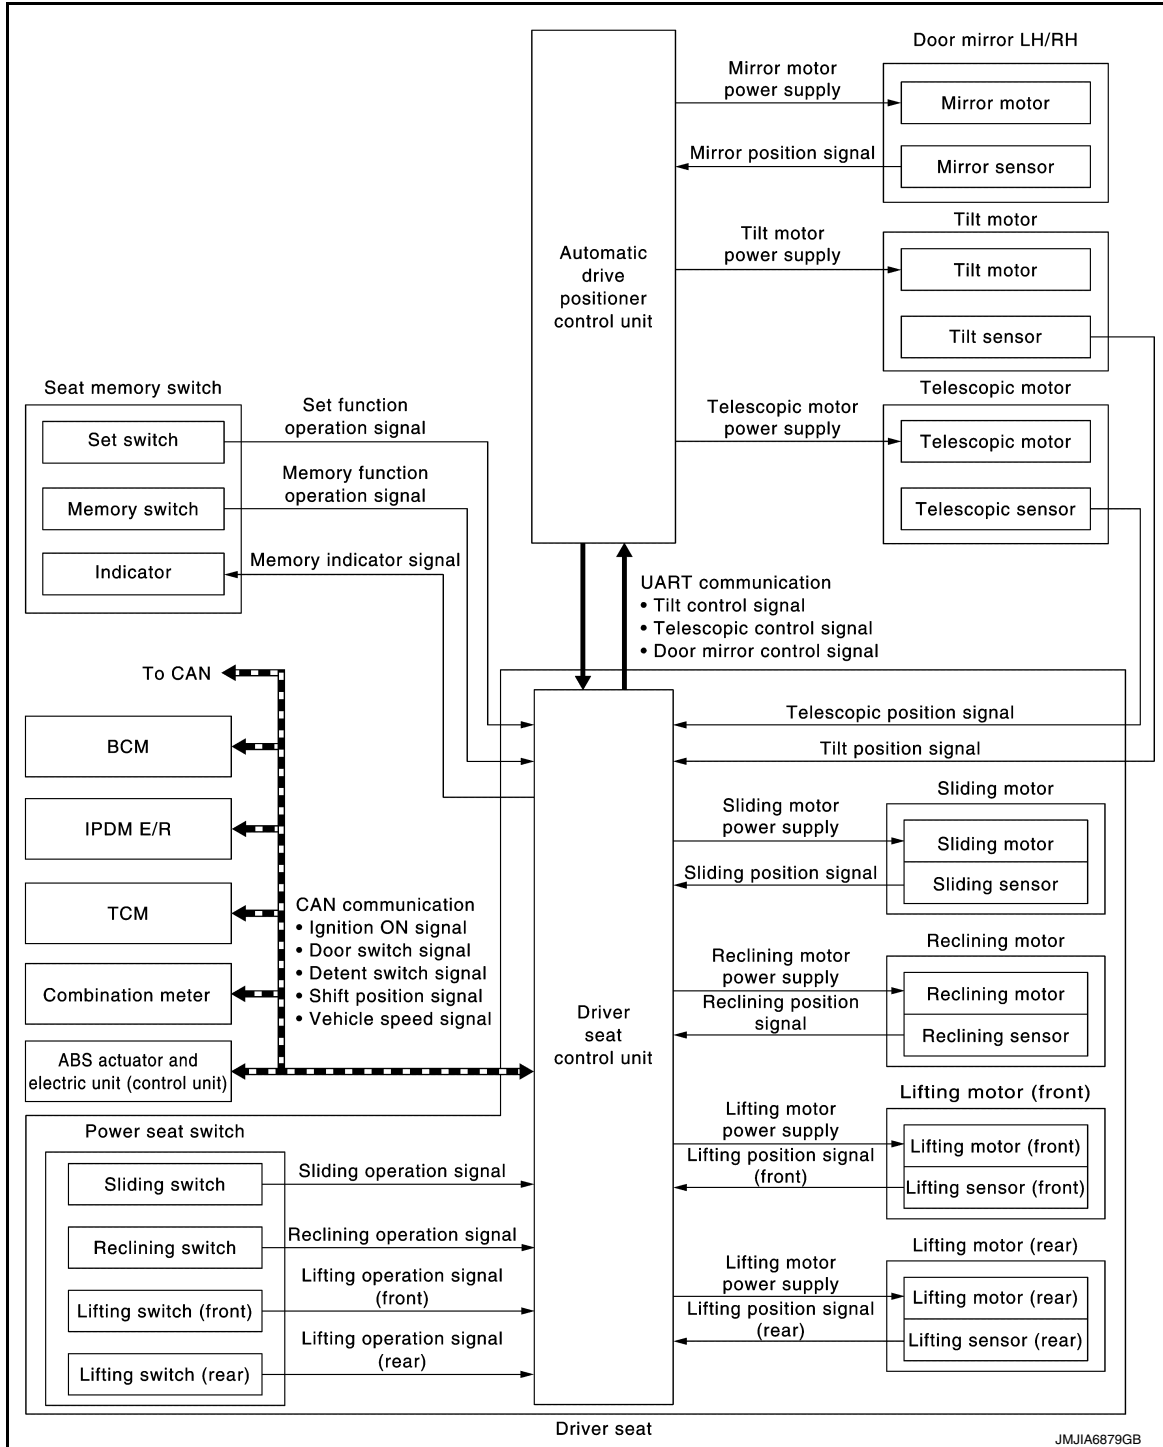 Door mirror LH/RH
Mirror motor
power supply
Mirror motor
Mirror position signal
Mirror sensor
Tilt motor
Tilt motor
power supply
Tilt motor
Tilt sensor
Automatic
drive
positioner
control unit
Telescopic motor
Telescopic motor
power supply
Telescopic motor
Telescopic sensor
Seat memory switch
Set switch
Set function
operation signal
Memory switch
Memory function
operation signal
Indicator
Memory indicator signal
UART communication
• Tilt control signal
• Telescopic control signal
• Door mirror control signal
To CAN
BCM
IPDM E/R
TCM
Combination meter
ABS actuator and
electric unit (control unit)
CAN communication
• Ignition ON signal
• Door switch signal
• Detent switch signal
• Shift position signal
• Vehicle speed signal
Telescopic position signal
Tilt position signal
Driver
seat
control unit
Sliding motor
Sliding motor
power supply
Sliding motor
Sliding position signal
Sliding sensor
Reclining motor
Reclining motor
power supply
Reclining motor
Reclining position
signal
Reclining sensor
Lifting motor (front)
Lifting motor
power supply
Lifting motor (front)
Lifting position signal
(front)
Lifting sensor (front)
Lifting motor (rear)
Lifting motor
power supply
Lifting motor (rear)
Lifting position signal
(rear)
Lifting sensor (rear)
Power seat switch
Sliding switch
Sliding operation signal
Reclining switch
Reclining operation signal
Lifting switch (front)
Lifting operation signal
(front)
Lifting switch (rear)
Lifting operation signal
(rear)
Driver seat
JMJIA6879GB